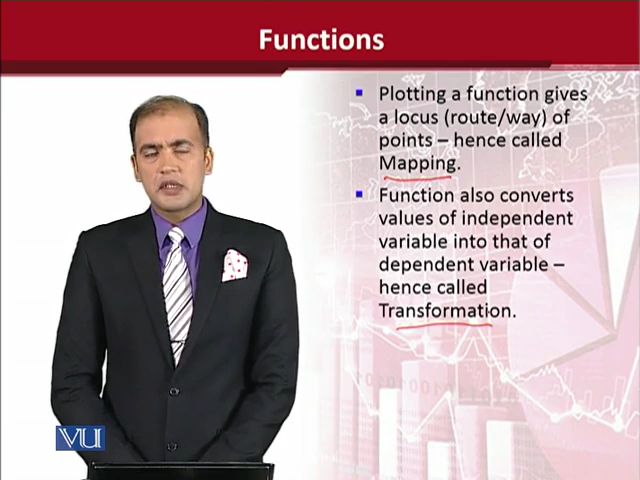 Functions
Plotting a function gives
a locus (route/way) of
points – hence called
Mapping.
Function also converts
values of independent
variable into that of
dependent variable –
hence called
Transformation.
VU